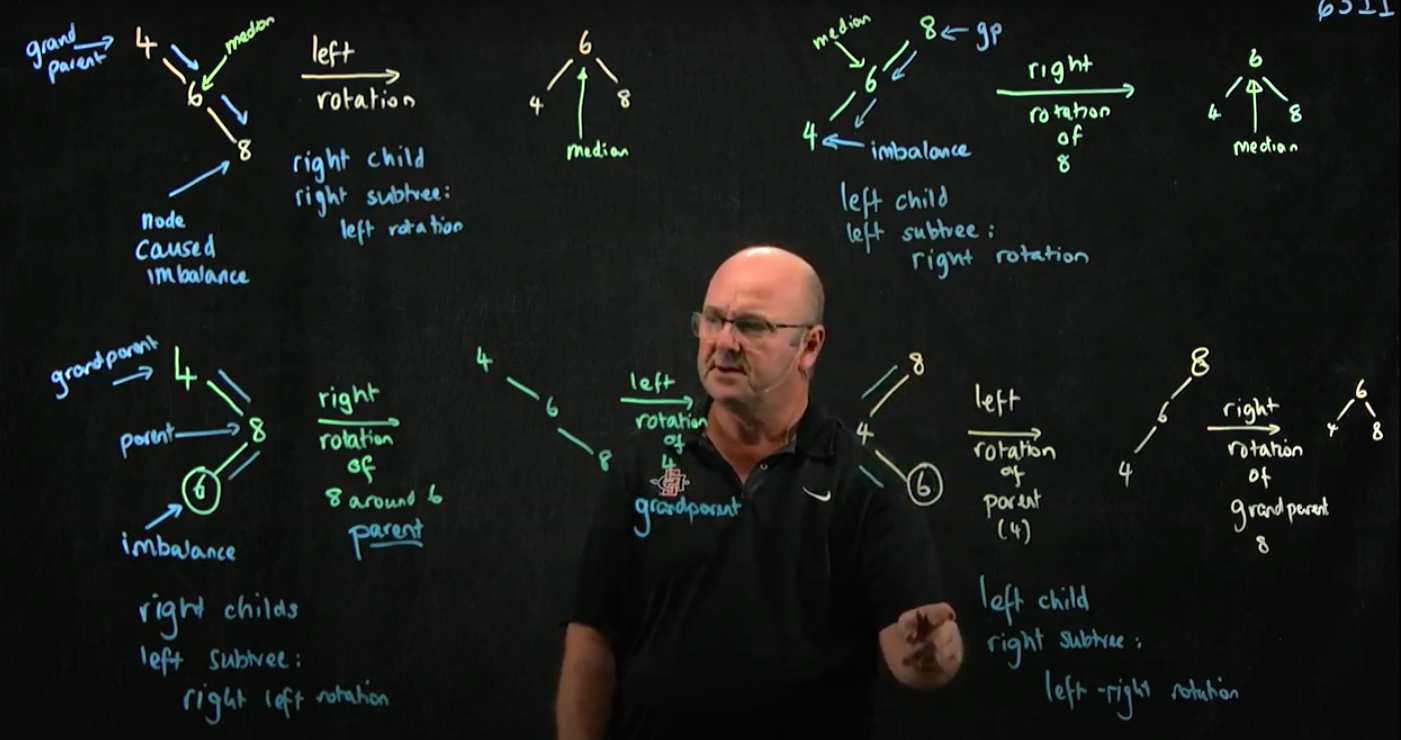 6311
grand
parent
4
median
6
8
left
rotation
6
4
8
median
right child
right subtree:
left rotation
node
caused
imbalance
median
8
gp
6
4
imbalance
right
rotation
of
8
6
4
8
median
left child
left subtree:
right rotation
grandparent
4
parent
8
6
imbalance
right
rotation
of
8 around 6
parent
4
6
8
left
rotation
of
4
grandparent
right childs
left subtree:
right left rotation
8
4
6
left
rotation
of
parent
(4)
8
6
4
right
rotation
of
grandparent
8
6
4
8
left child
right subtree:
left-right rotation